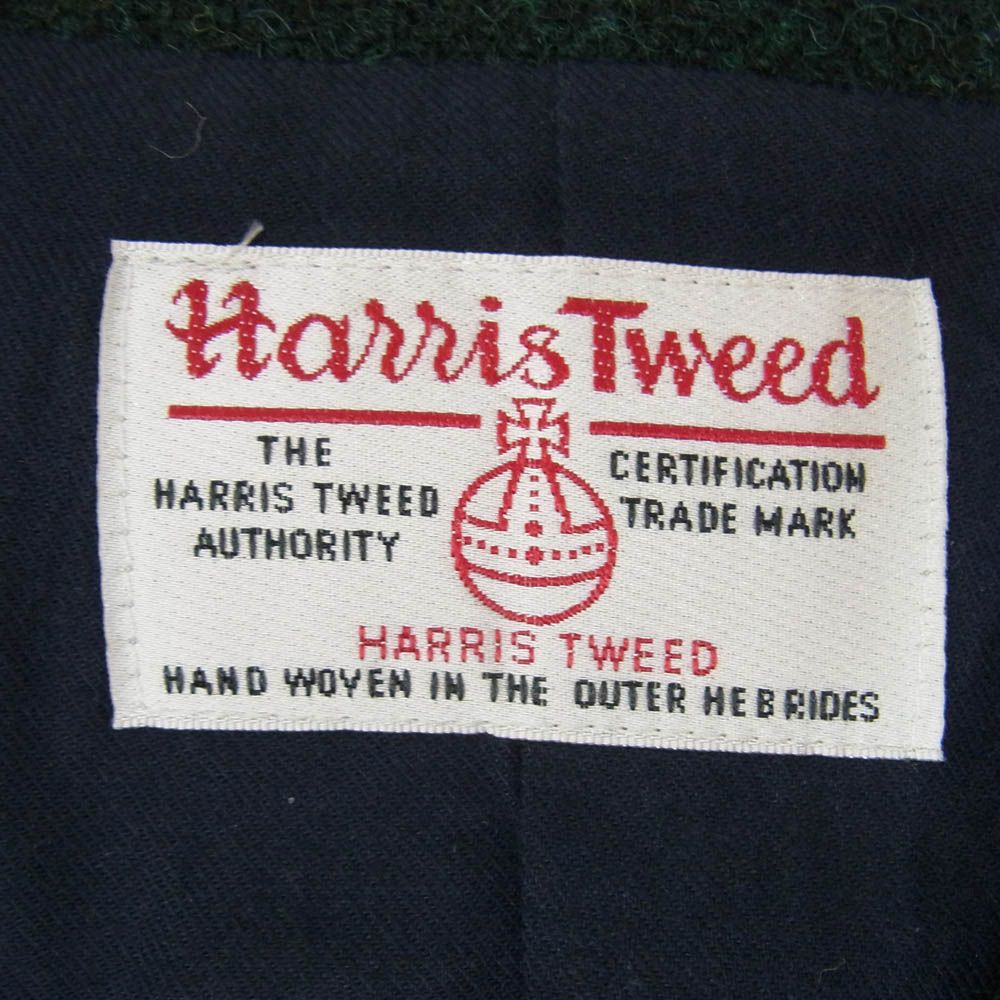 Harris Tweed
THE
HARRIS TWEED
AUTHORITY
CERTIFICATION
TRADE MARK
HARRIS TWEED
HAND WOVEN IN THE OUTER HEBRIDES